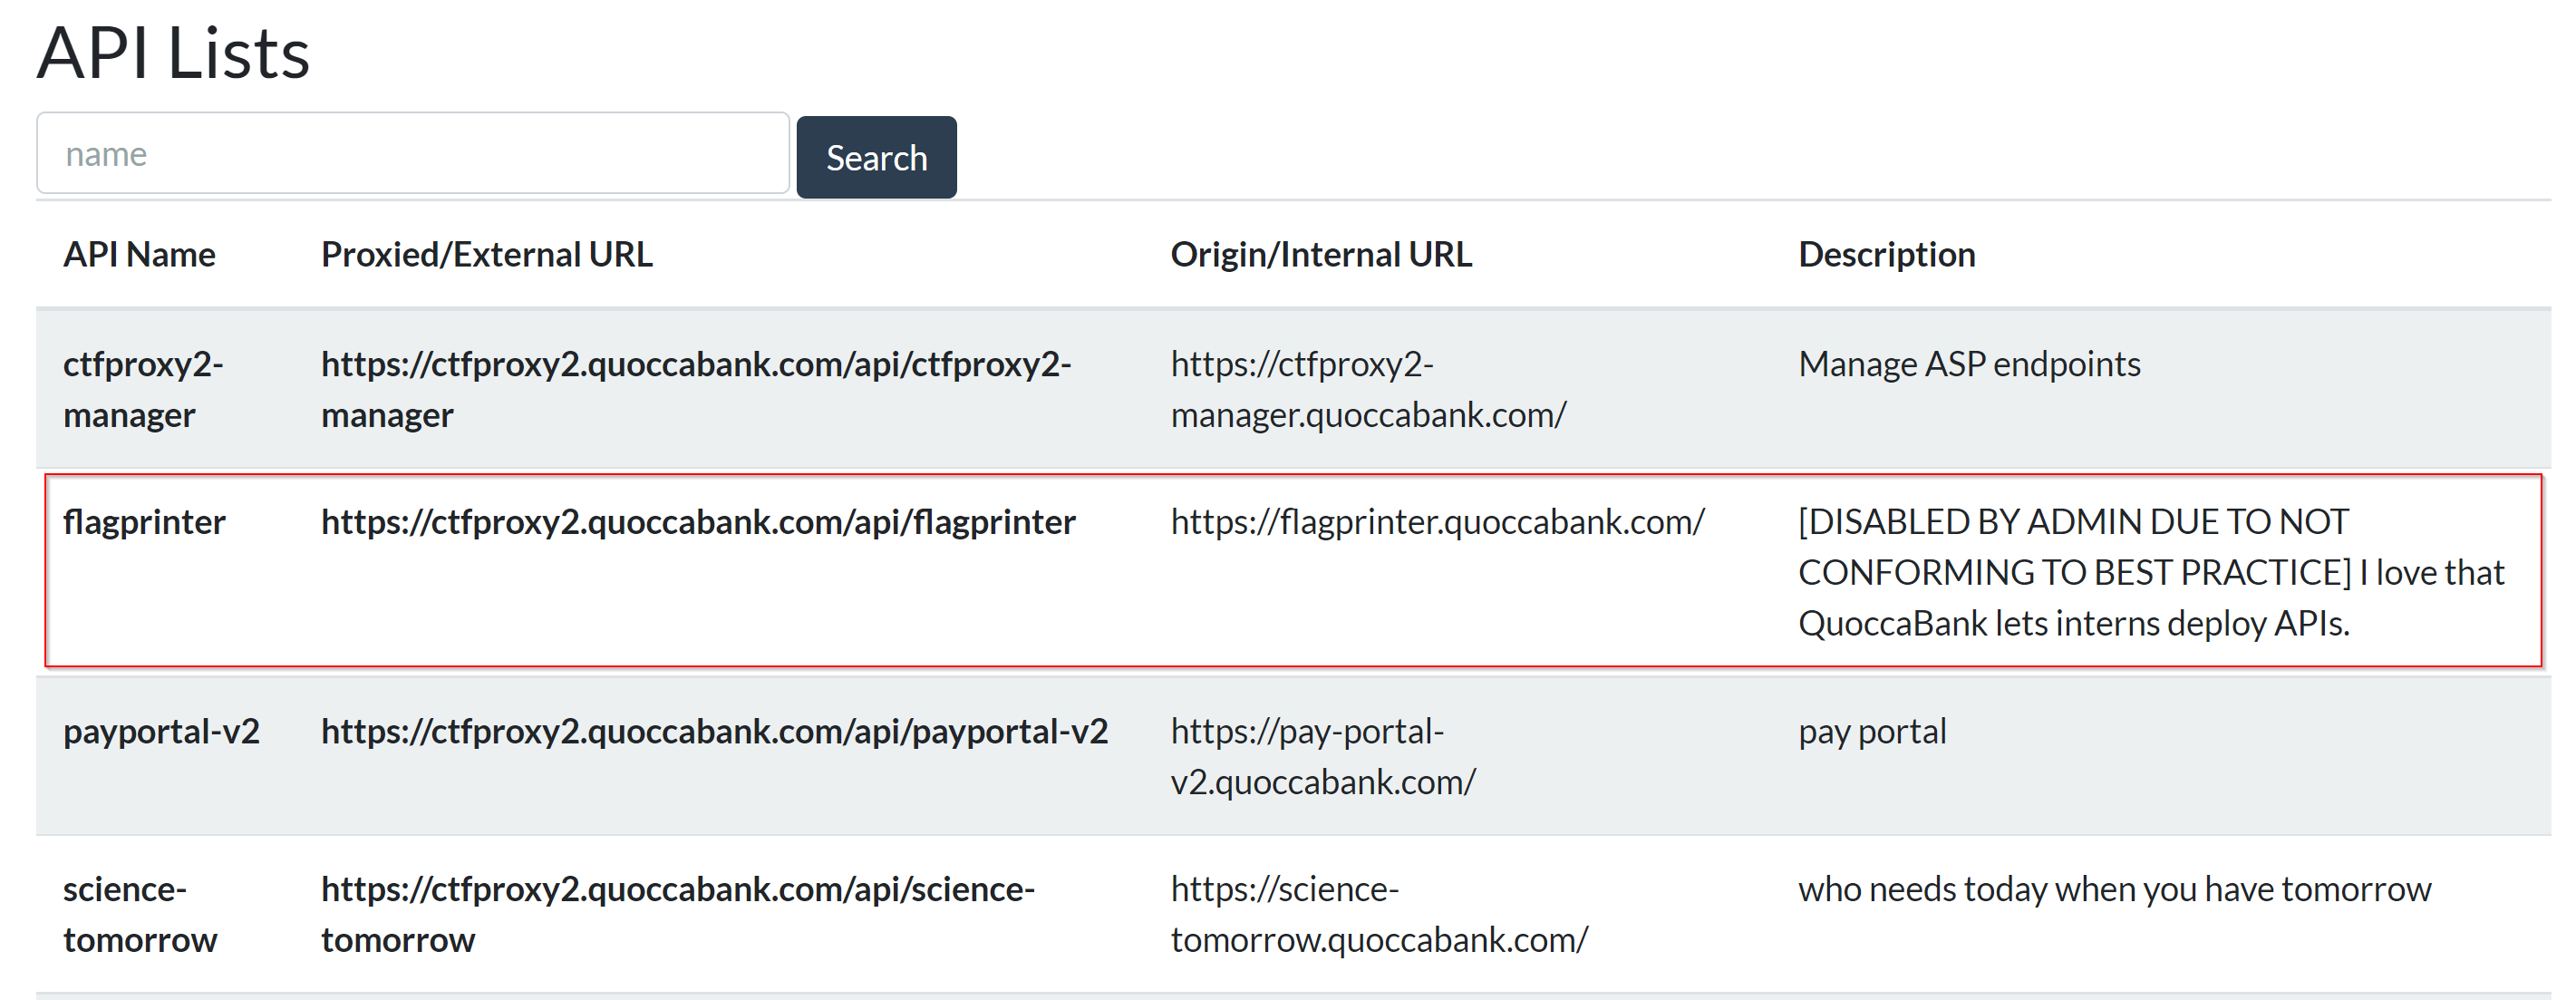 API Lists
name
Search
API Name Proxied/External URL Origin/Internal URL Description
ctfproxy2- https://ctfproxy2.quoccabank.com/api/ctfproxy2- https://ctfproxy2- Manage ASP endpoints
manager manager manager.quoccabank.com/
flagprinter https://ctfproxy2.quoccabank.com/api/flagprinter https://flagprinter.quoccabank.com/ [DISABLED BY ADMIN DUE TO NOT
CONFORMING TO BEST PRACTICE] I love that
QuoccaBank lets interns deploy APIs.
payportal-v2 https://ctfproxy2.quoccabank.com/api/payportal-v2 https://pay-portal- pay portal
v2.quoccabank.com/
science- https://ctfproxy2.quoccabank.com/api/science- https://science- who needs today when you have tomorrow
tomorrow tomorrow tomorrow.quoccabank.com/